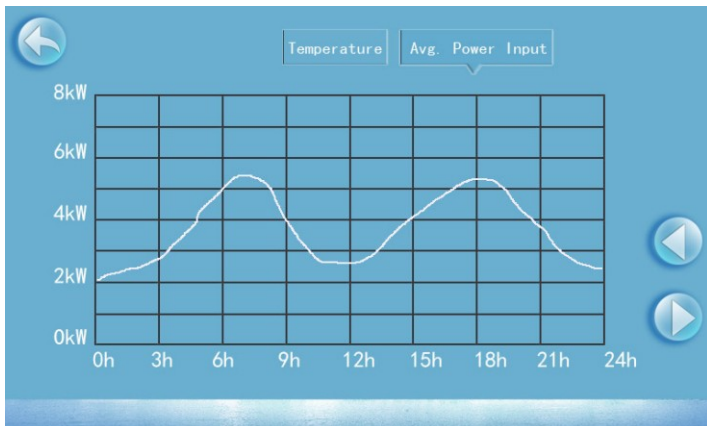 Temperature
Avg. Power Input
8kW
6kW
4kW
2kW
0kW
0h 3h 6h 9h 12h 15h 18h 21h 24h